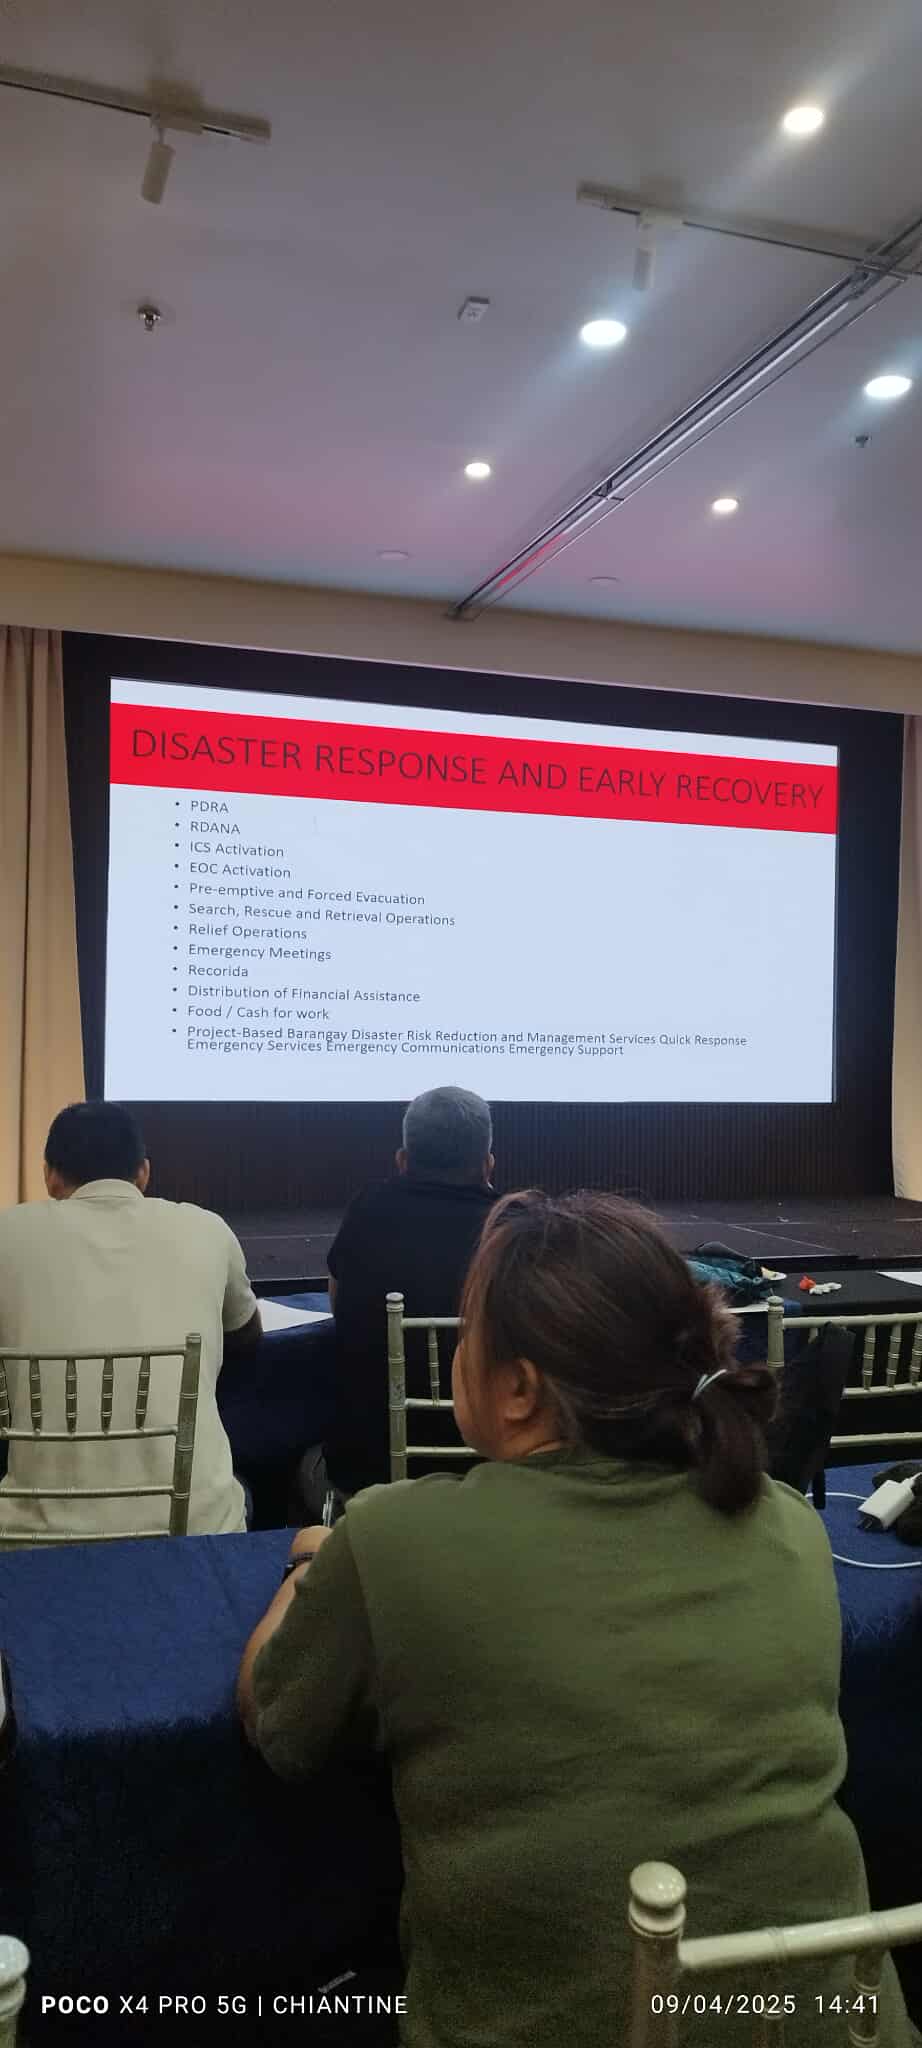 DISASTER RESPONSE AND EARLY RECOVERY
• PDRA
• RDANA
• ICS Activation
• EOC Activation
• Pre-emptive and Forced Evacuation
• Search, Rescue and Retrieval Operations
• Relief Operations
• Emergency Meetings
• Recorida
• Distribution of Financial Assistance
• Food / Cash for work
• Project-Based Barangay Disaster Risk Reduction and Management Services Quick Response
Emergency Services Emergency Communications Emergency Support
POCO X4 PRO 5G | CHIANTINE
09/04/2025 14:41